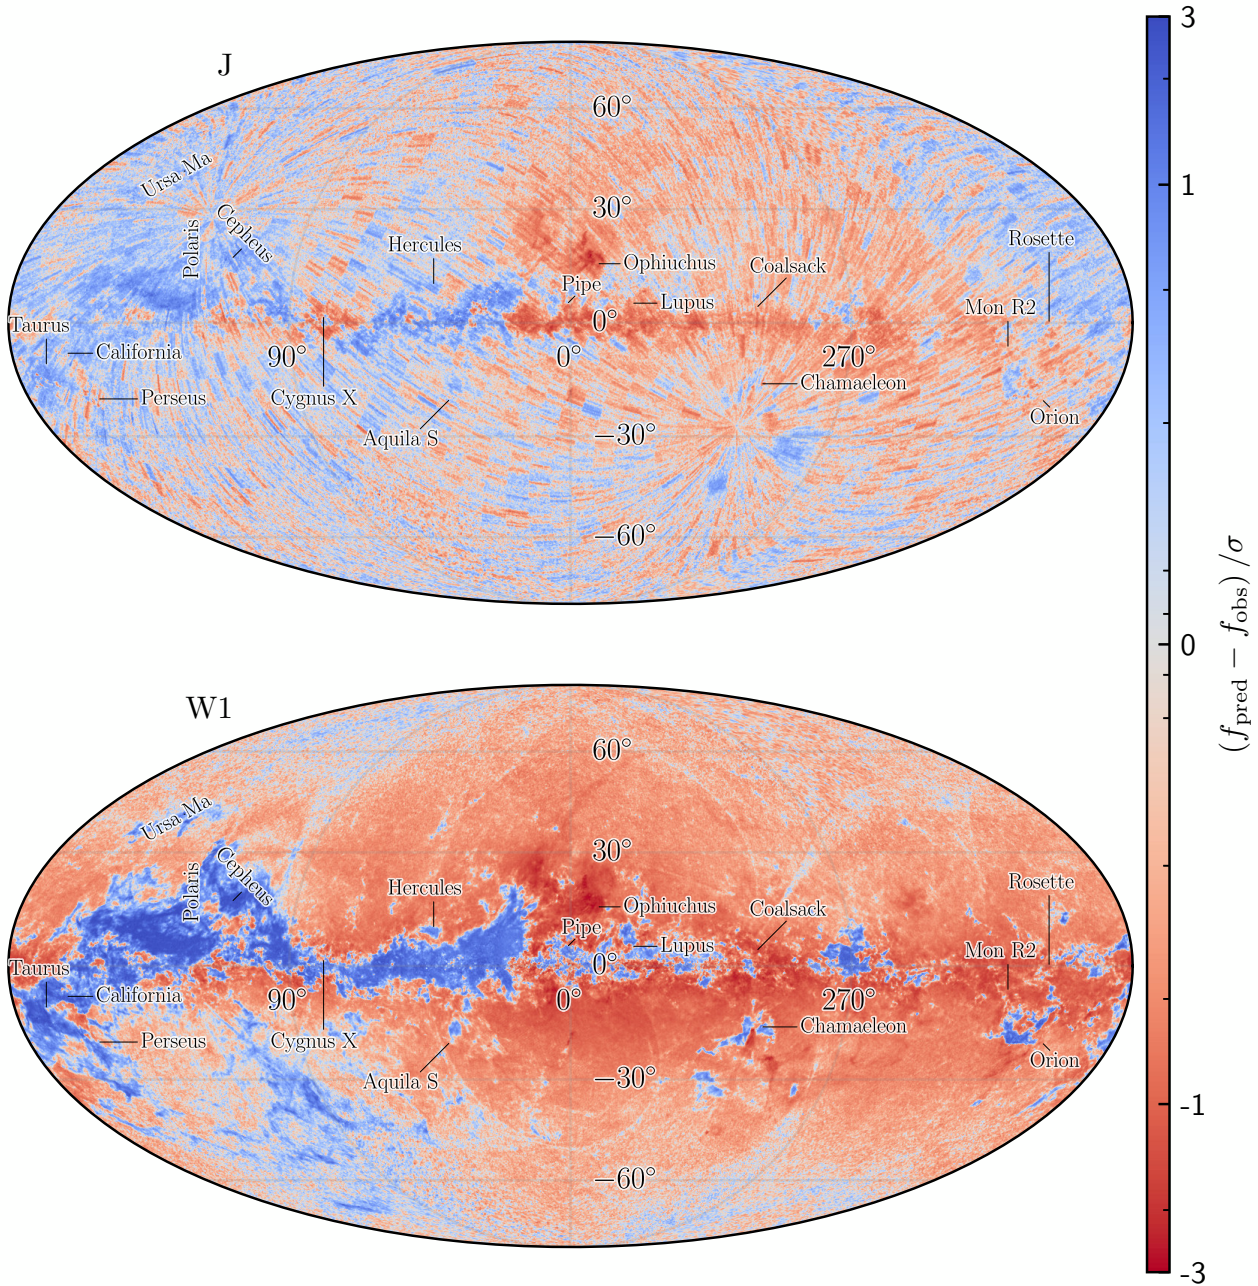 J
3
60°
Ursa Ma
1
30°
Cepheus
Polaris
Hercules
Rosette
Ophiuchus
Coalsack
Pipe
Lupus
Mon R2
Taurus
0°
California
90°
0°
270°
Chamaeleon
Perseus
Cygnus X
Orion
Aquila S
−30°
−60°
(f_pred − f_obs) /σ
0
W1
60°
Ursa Ma
30°
Cepheus
Polaris
Hercules
Rosette
Ophiuchus
Coalsack
Pipe
Lupus
Mon R2
Taurus
0°
California
90°
0°
270°
Chamaeleon
Perseus
Cygnus X
Orion
Aquila S
−30°
-1
−60°
-3